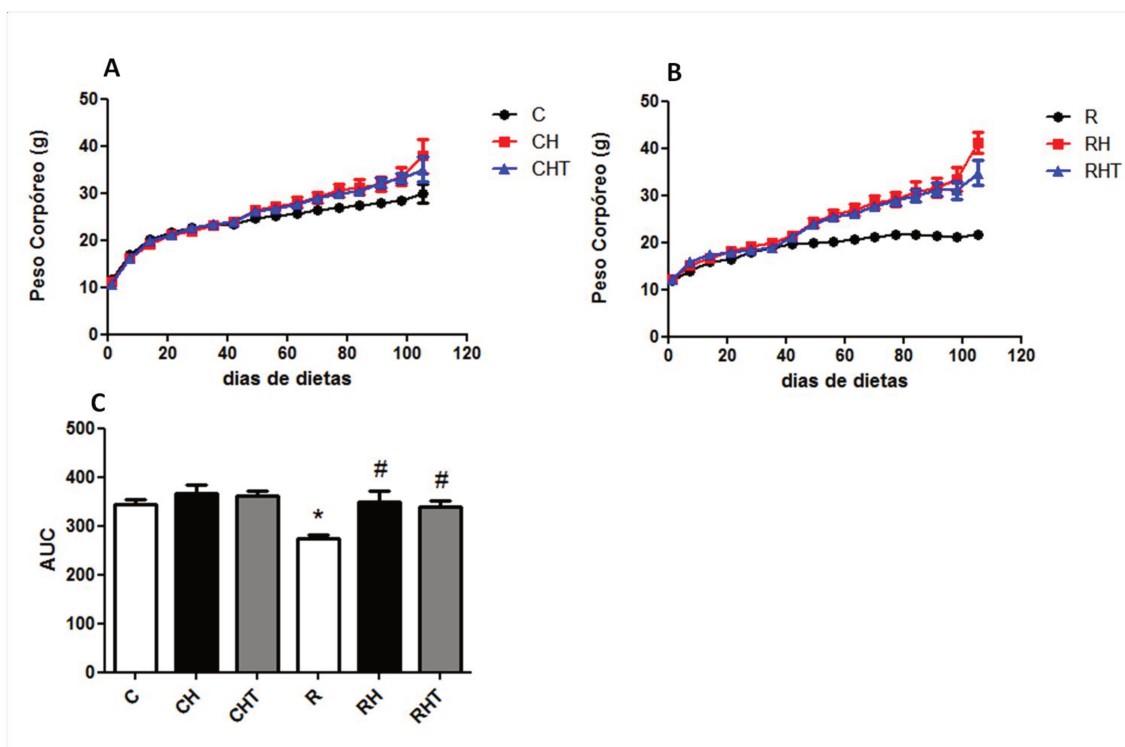 A
Peso Corpóreo (g)
50
40
30
20
10
0
0 20 40 60 80 100 120
dias de dietas
C
CH
CHT
B
Peso Corpóreo (g)
50
40
30
20
10
0
0 20 40 60 80 100 120
dias de dietas
R
RH
RHT
C
AUC
500
400
300
200
100
0
* # #
C CH CHT R RH RHT